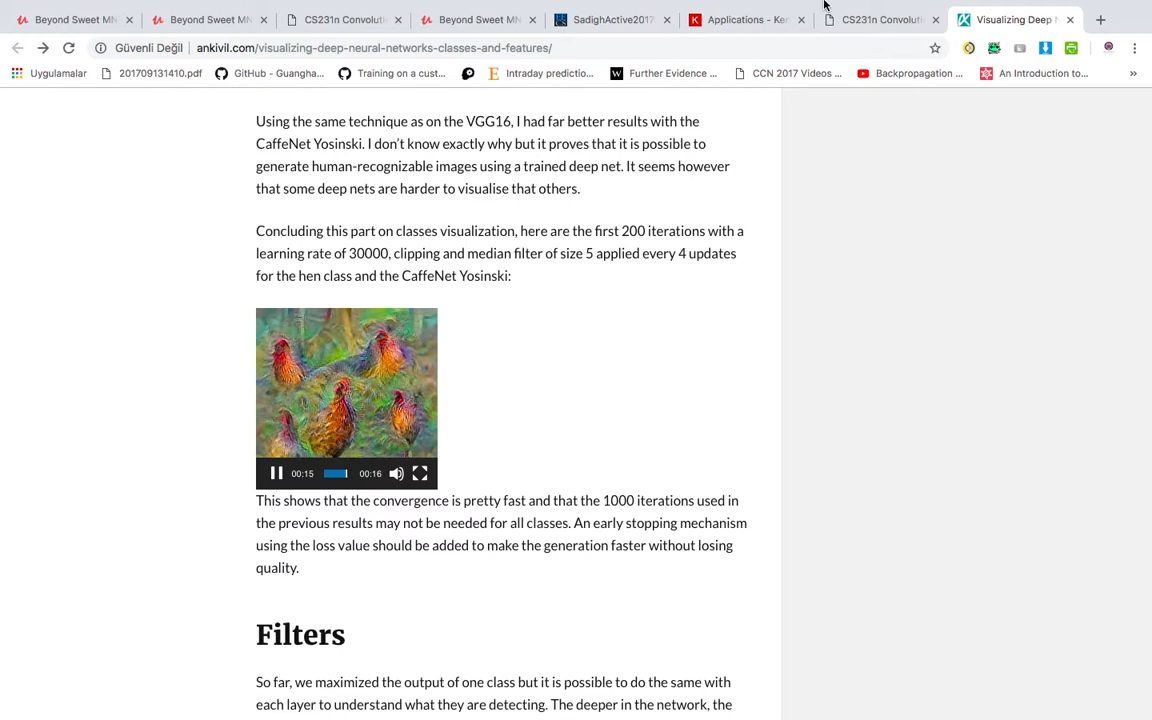 Beyond Sweet MN
Beyond Sweet MN
CS231n Convolutic
Beyond Sweet MN
SadighActive2017.
Applications - Ker
CS231n Convolutic
Visualizing Deep N
Güvenli Değil
ankivil.com/visualizing-deep-neural-networks-classes-and-features/
Uygulamalar
201709131410.pdf
GitHub - Guangha...
Training on a cust...
Intraday predictio...
Further Evidence ...
CCN 2017 Videos ...
Backpropagation ...
An Introduction to...
»
Using the same technique as on the VGG16, I had far better results with the
CaffeNet Yosinski. I don't know exactly why but it proves that it is possible to
generate human-recognizable images using a trained deep net. It seems however
that some deep nets are harder to visualise that others.
Concluding this part on classes visualization, here are the first 200 iterations with a
learning rate of 30000, clipping and median filter of size 5 applied every 4 updates
for the hen class and the CaffeNet Yosinski:
00:15
00:16
This shows that the convergence is pretty fast and that the 1000 iterations used in
the previous results may not be needed for all classes. An early stopping mechanism
using the loss value should be added to make the generation faster without losing
quality.
Filters
So far, we maximized the output of one class but it is possible to do the same with
each layer to understand what they are detecting. The deeper in the network, the